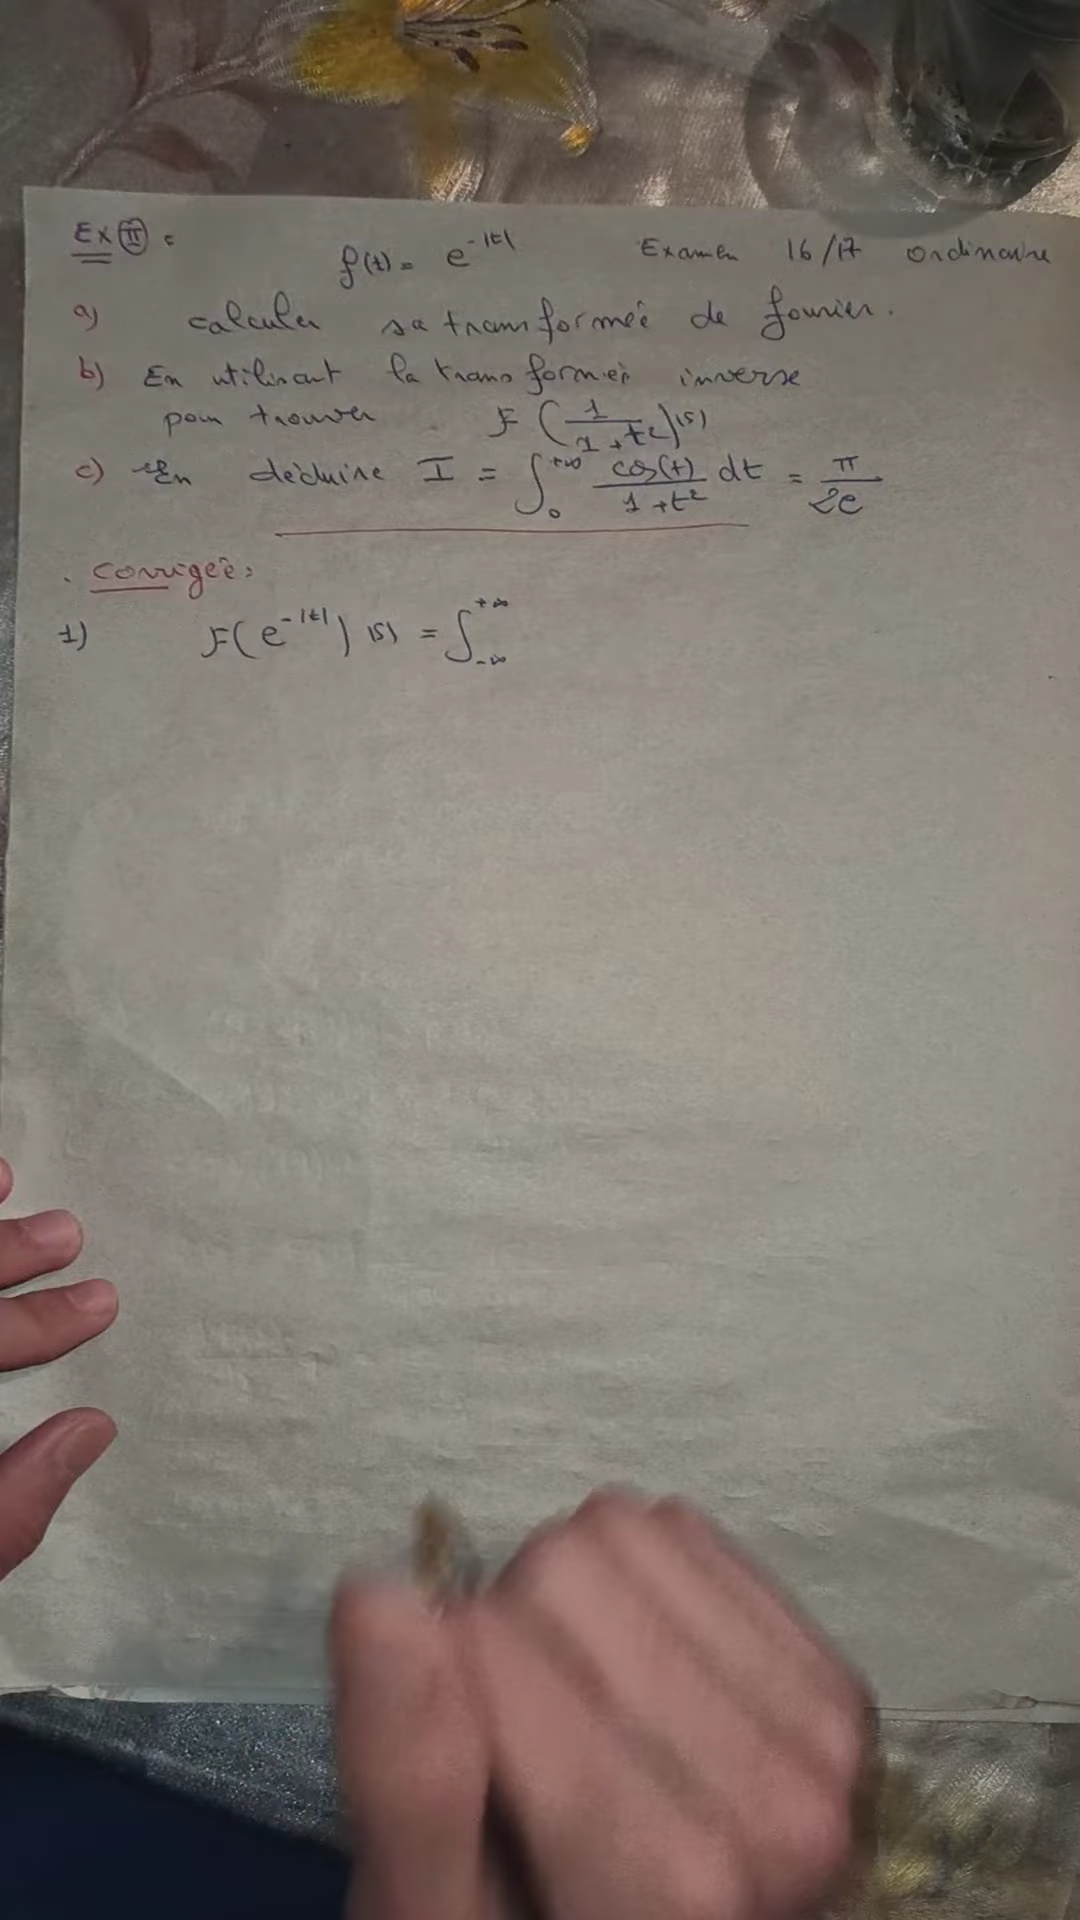 Ex II :
f(t) = e^{-|t|} Examen 16/17 ordinaire
a) calculer sa transformée de fourier.
b) En utilisant la transformée inverse
pour trouver F(1/(1+t²))(s)
c) En déduire I = ∫_0^{+∞} cos(t)/(1+t²) dt = π/2e
. Corrigée :
1) F(e^{-|t|})(s) = ∫_{-∞}^{+∞}